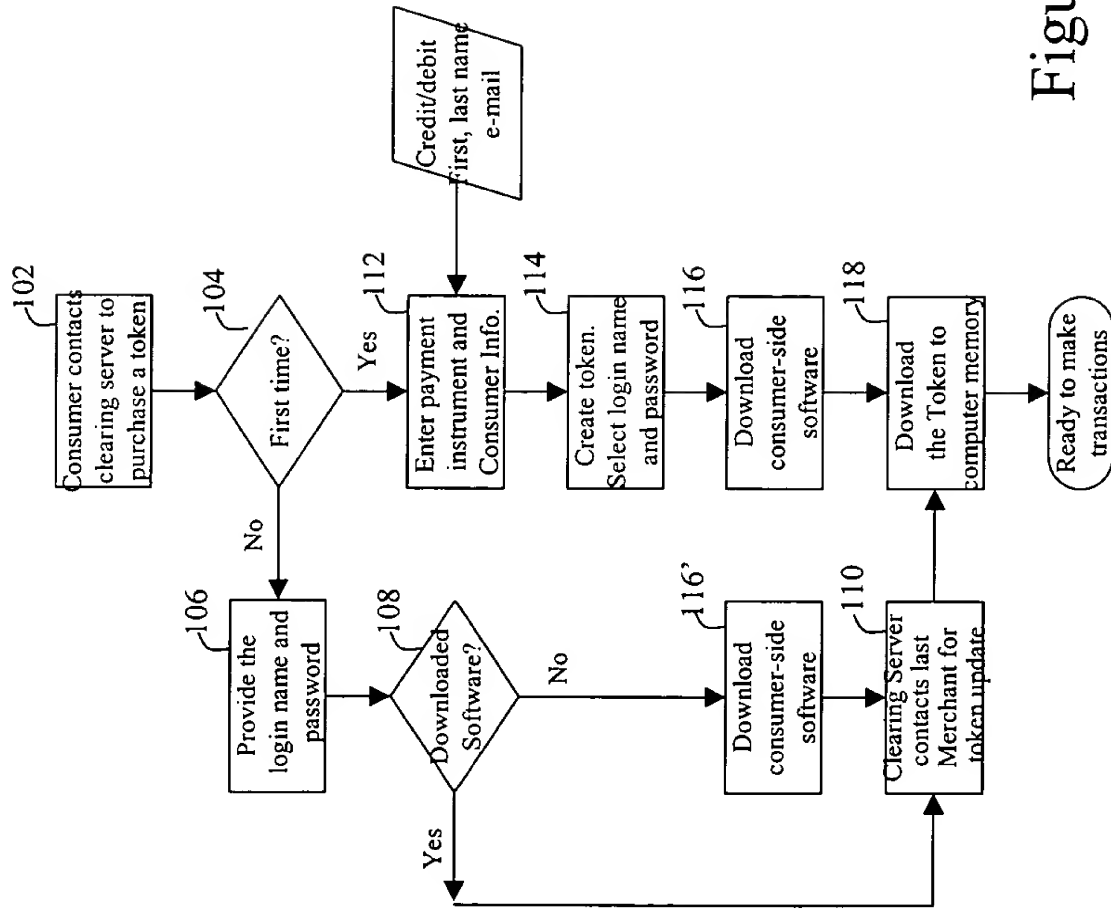 102
Consumer contacts
clearing server to
purchase a token
104
First time?
No
Yes
106
Provide the
login name and
password
112
Enter payment
instrument and
Consumer Info.
Credit/debit
First, last name
e-mail
108
Downloaded
Software?
Yes
No
114
Create token.
Select login name
and password
116'
Download
consumer-side
software
116
Download
consumer-side
software
110
Clearing Server
contacts last
Merchant for
token update
118
Download
the Token to
computer memory
Ready to make
transactions
Figu